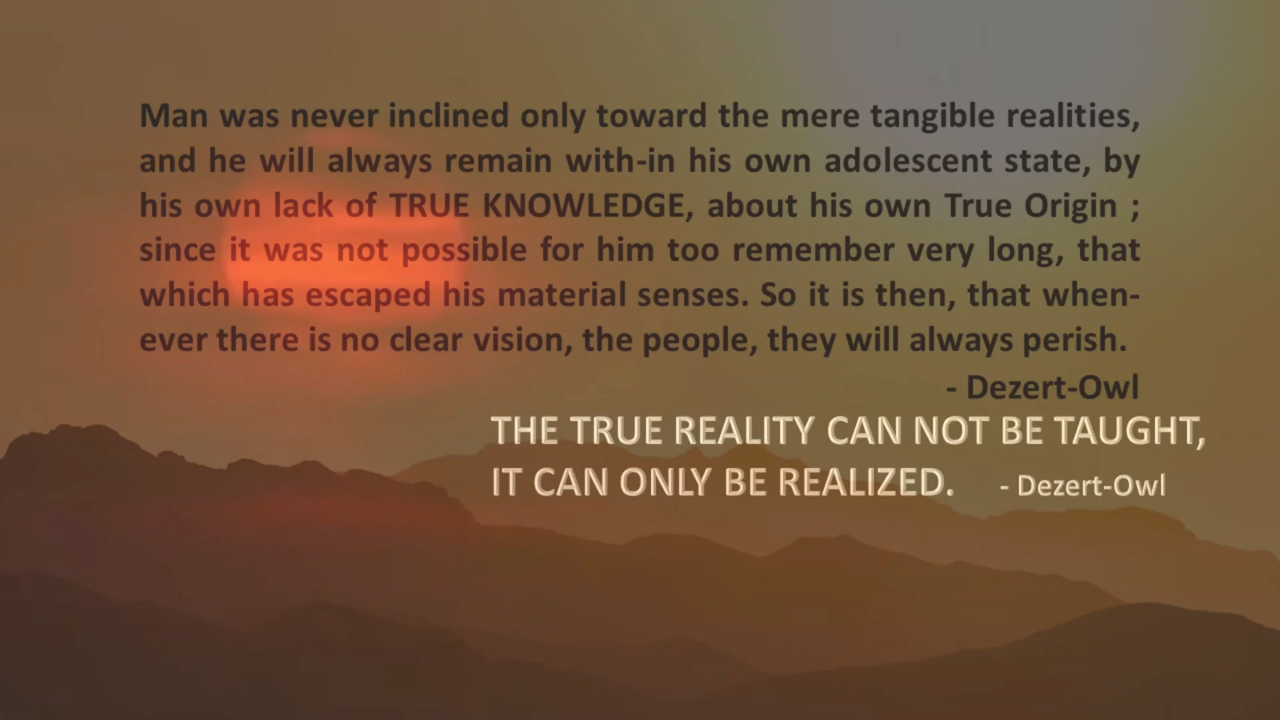 Man was never inclined only toward the mere tangible realities,
and he will always remain with-in his own adolescent state, by
his own lack of TRUE KNOWLEDGE, about his own True Origin ;
since it was not possible for him too remember very long, that
which has escaped his material senses. So it is then, that when-
ever there is no clear vision, the people, they will always perish.
- Dezert-Owl
THE TRUE REALITY CAN NOT BE TAUGHT,
IT CAN ONLY BE REALIZED. - Dezert-Owl